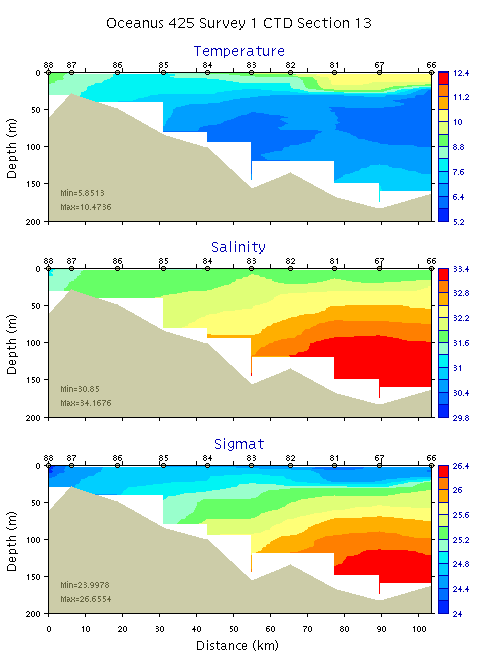 Oceanus 425 Survey 1 CTD Section 13
Temperature
88 87 86 85 84 83 82 81 67 66
0
50
100
150
200
Depth (m)
Min=5.8513
Max=10.4736
12.4
11.2
10
8.8
7.6
6.4
5.2
Salinity
88 87 86 85 84 83 82 81 67 66
0
50
100
150
200
Depth (m)
Min=30.85
Max=34.1676
33.4
32.8
32.2
31.6
31
30.4
29.8
Sigmat
88 87 86 85 84 83 82 81 67 66
0
50
100
150
200
Depth (m)
Min=23.9978
Max=26.6554
26.4
26
25.6
25.2
24.8
24.4
24
0 10 20 30 40 50 60 70 80 90 100
Distance (km)